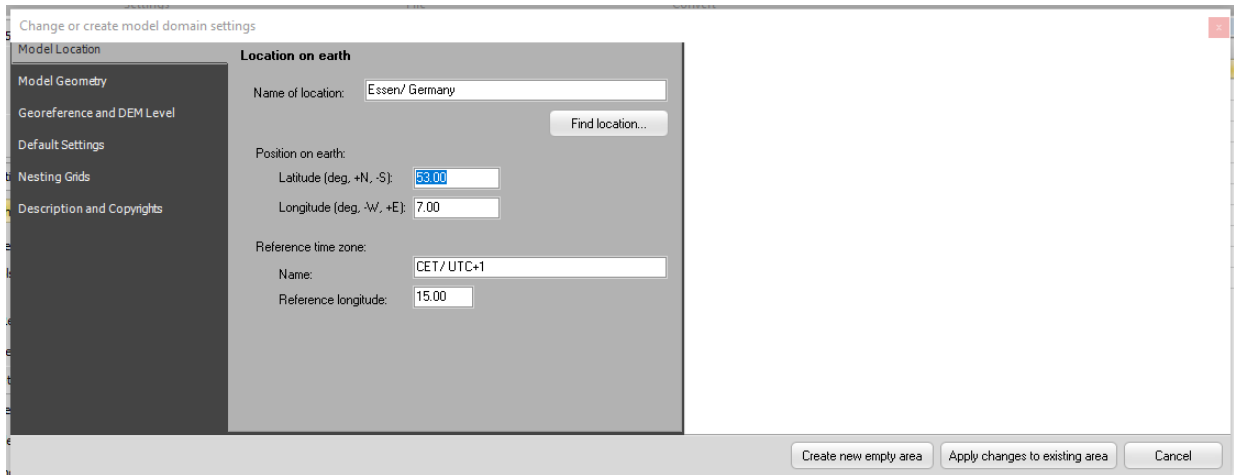 Change or create model domain settings
x
Model Location
Model Geometry
Georeference and DEM Level
Default Settings
Nesting Grids
Description and Copyrights
Location on earth
Name of location: Essen/ Germany
Find location...
Position on earth:
Latitude (deg, +N, -S): 53.00
Longitude (deg, -W, +E): 7.00
Reference time zone:
Name: CET/ UTC+1
Reference longitude: 15.00
Create new empty area Apply changes to existing area Cancel